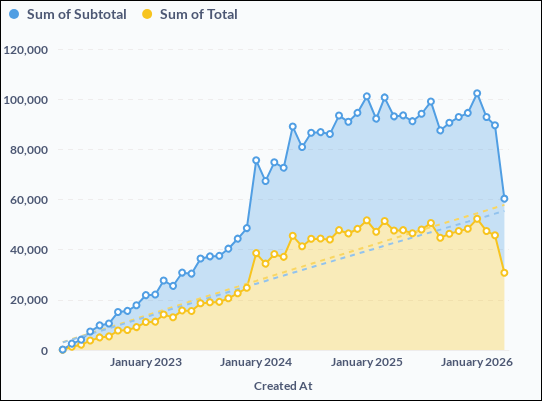 Sum of Subtotal
Sum of Total
120,000
100,000
80,000
60,000
40,000
20,000
0
January 2023
January 2024
January 2025
January 2026
Created At